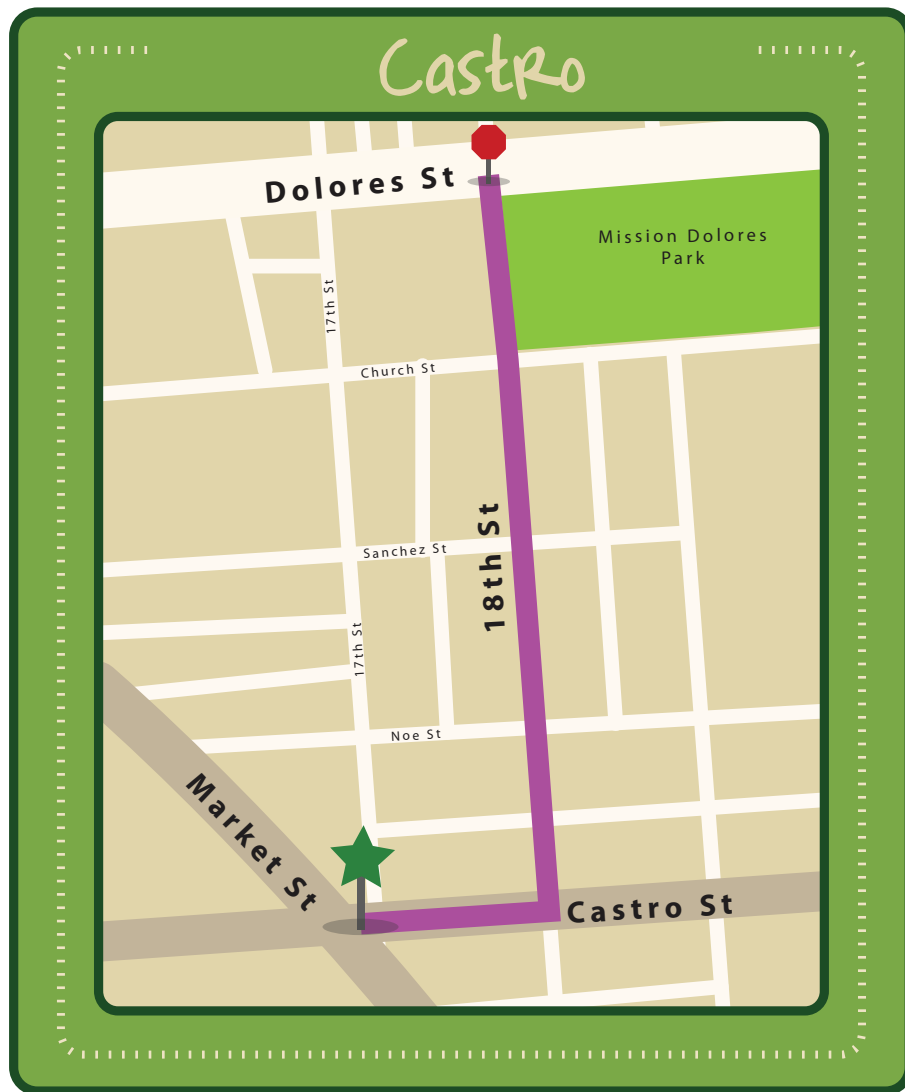 Castro
Dolores St
Mission Dolores
Park
17th St
Church St
18th St
Sanchez St
17th St
Noe St
Market St
Castro St